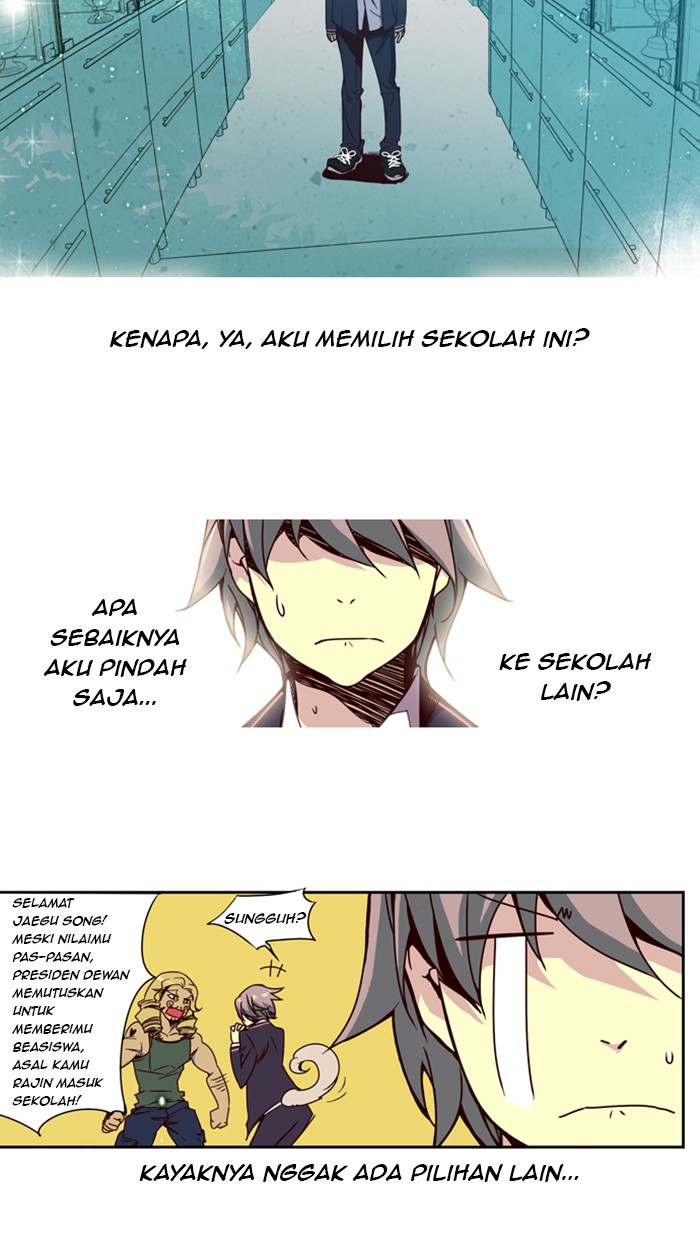 KENAPA, YA, AKU MEMILIH SEKOLAH INI?
APA
SEBAIKNYA
AKU PINDAH
SAJA...
KE SEKOLAH
LAIN?
SELAMAT
JAEGU SONG!
MESKI NILAIMU
PAS-PASAN,
PRESIDEN DEWAN
MEMUTUSKAN
UNTUK
MEMBERIMU
BEASISWA,
ASAL KAMU
RAJIN MASUK
SEKOLAH!
SUNGGUH?
KAYAKNYA NGGAK ADA PILIHAN LAIN...